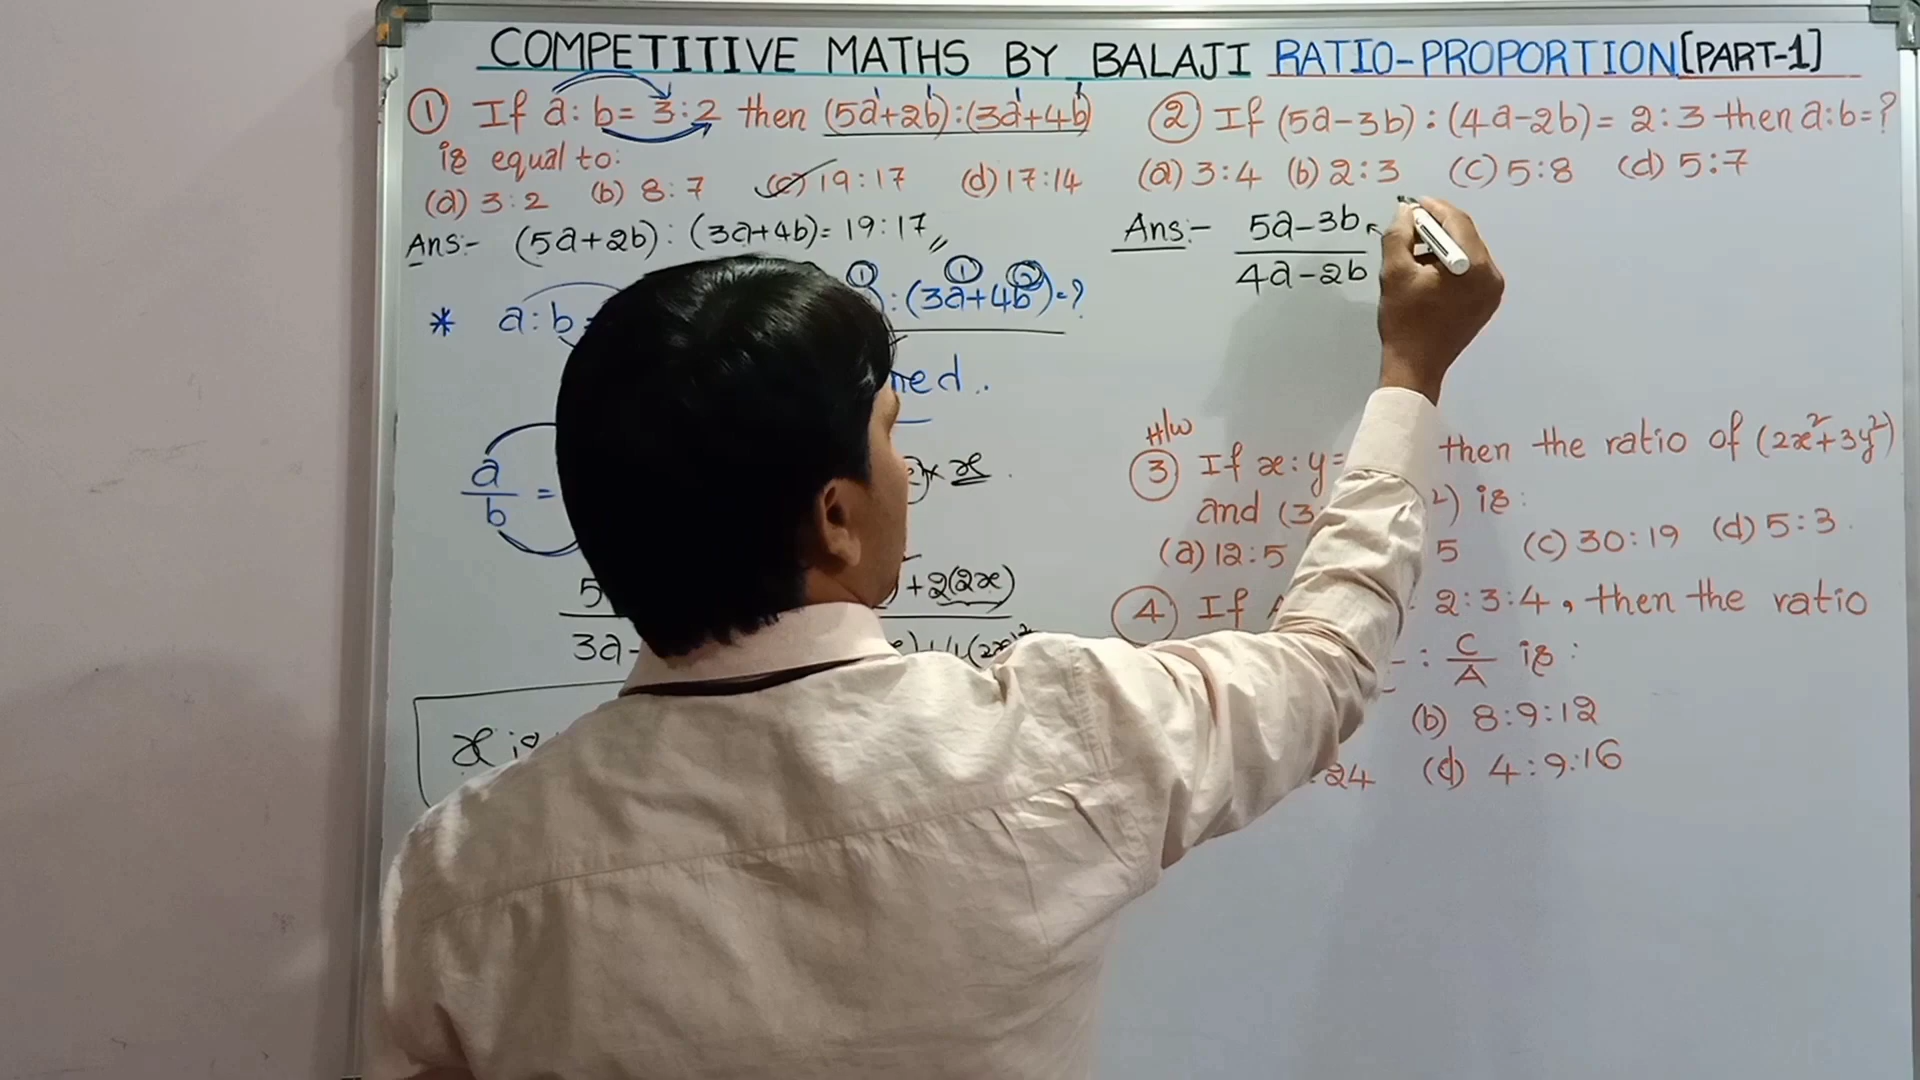 COMPETITIVE MATHS BY BALAJI RATIO-PROPORTION [PART-1]
① If a:b = 3:2 then (5a+2b):(3a+4b)
is equal to:
(a) 3:2 (b) 8:7 (c) 19:17 (d) 17:14
Ans:- (5a+2b):(3a+4b)=19:17
* a:b :(3a+4b)=?
a/b =
+2(2x)
3a-
② If (5a-3b):(4a-2b)=2:3 then a:b=?
(a) 3:4 (b) 2:3 (c) 5:8 (d) 5:7
Ans:- 5a-3b
4a-2b
H/W
③ If x:y= then the ratio of (2x²+3y²)
and (3 ²) is:
(a) 12:5 5 (c) 30:19 (d) 5:3
④ If 2:3:4, then the ratio
: C/A is:
(b) 8:9:12
:24 (d) 4:9:16